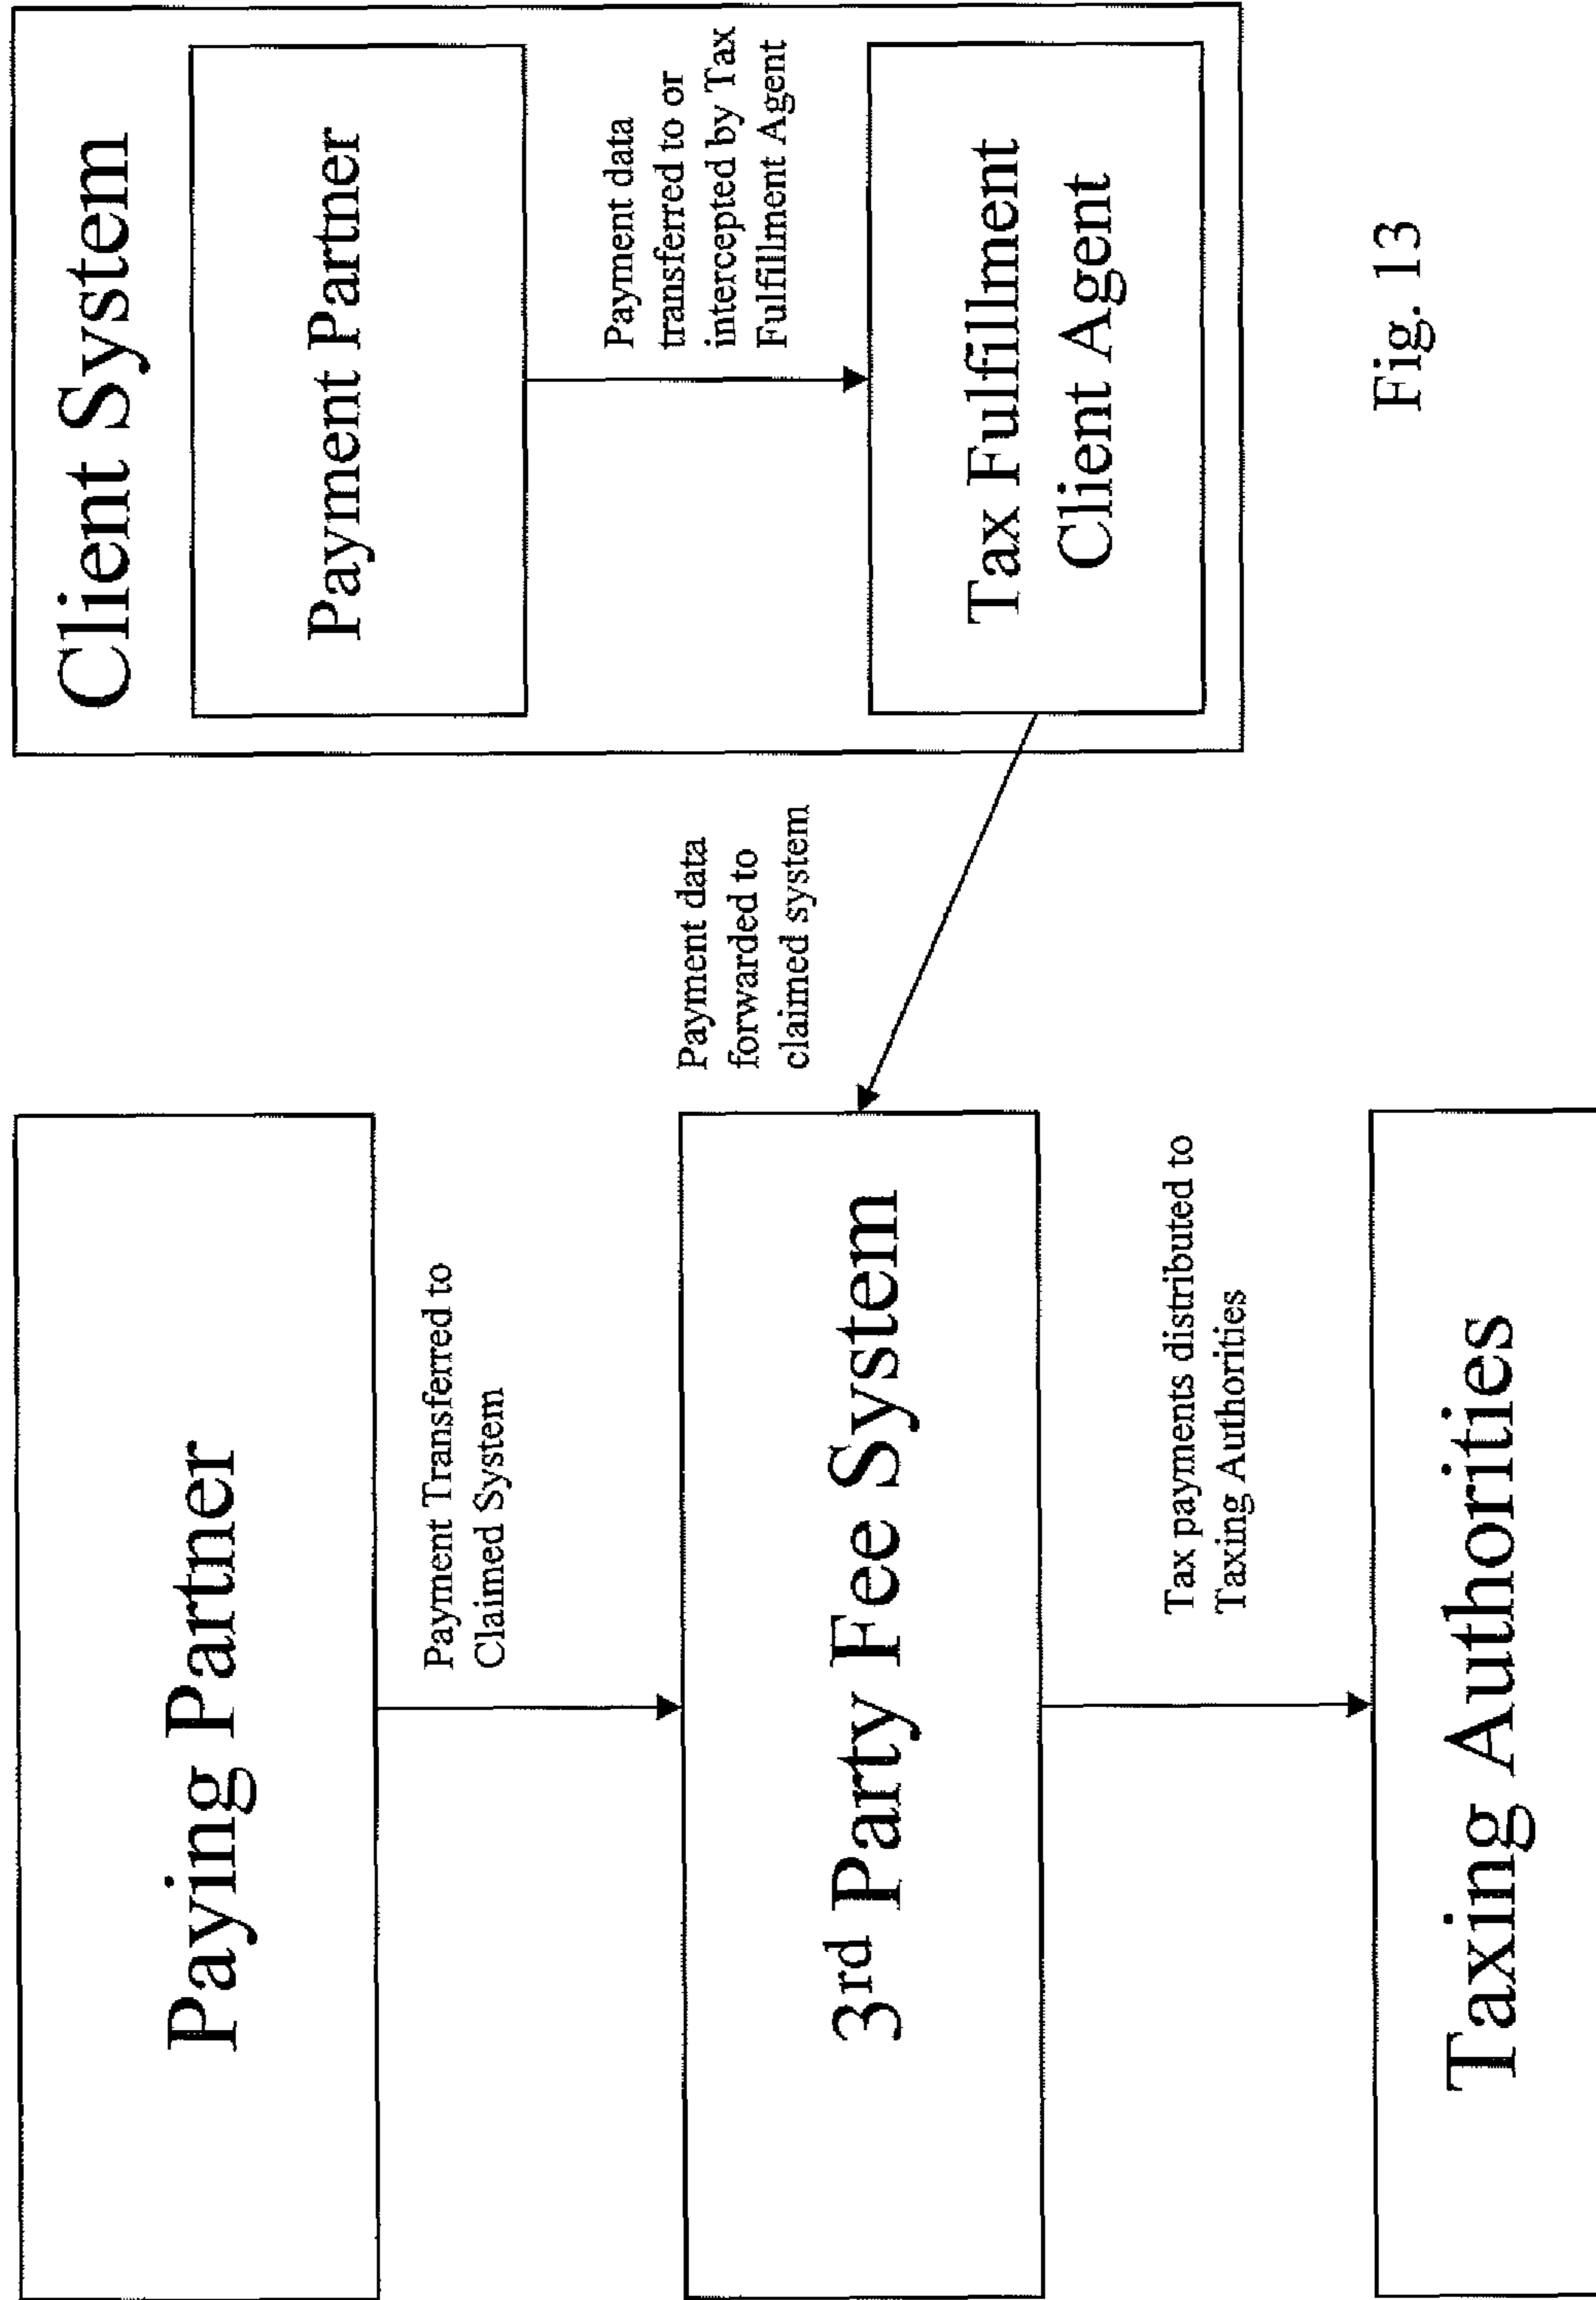 Paying Partner
Payment Transferred to
Claimed System
3rd Party Fee System
Tax payments distributed to
Taxing Authorities
Taxing Authorities
Payment data
forwarded to
claimed system
Client System
Payment Partner
Payment data
transferred to or
intercepted by Tax
Fulfillment Agent
Tax Fulfillment
Client Agent
Fig. 13